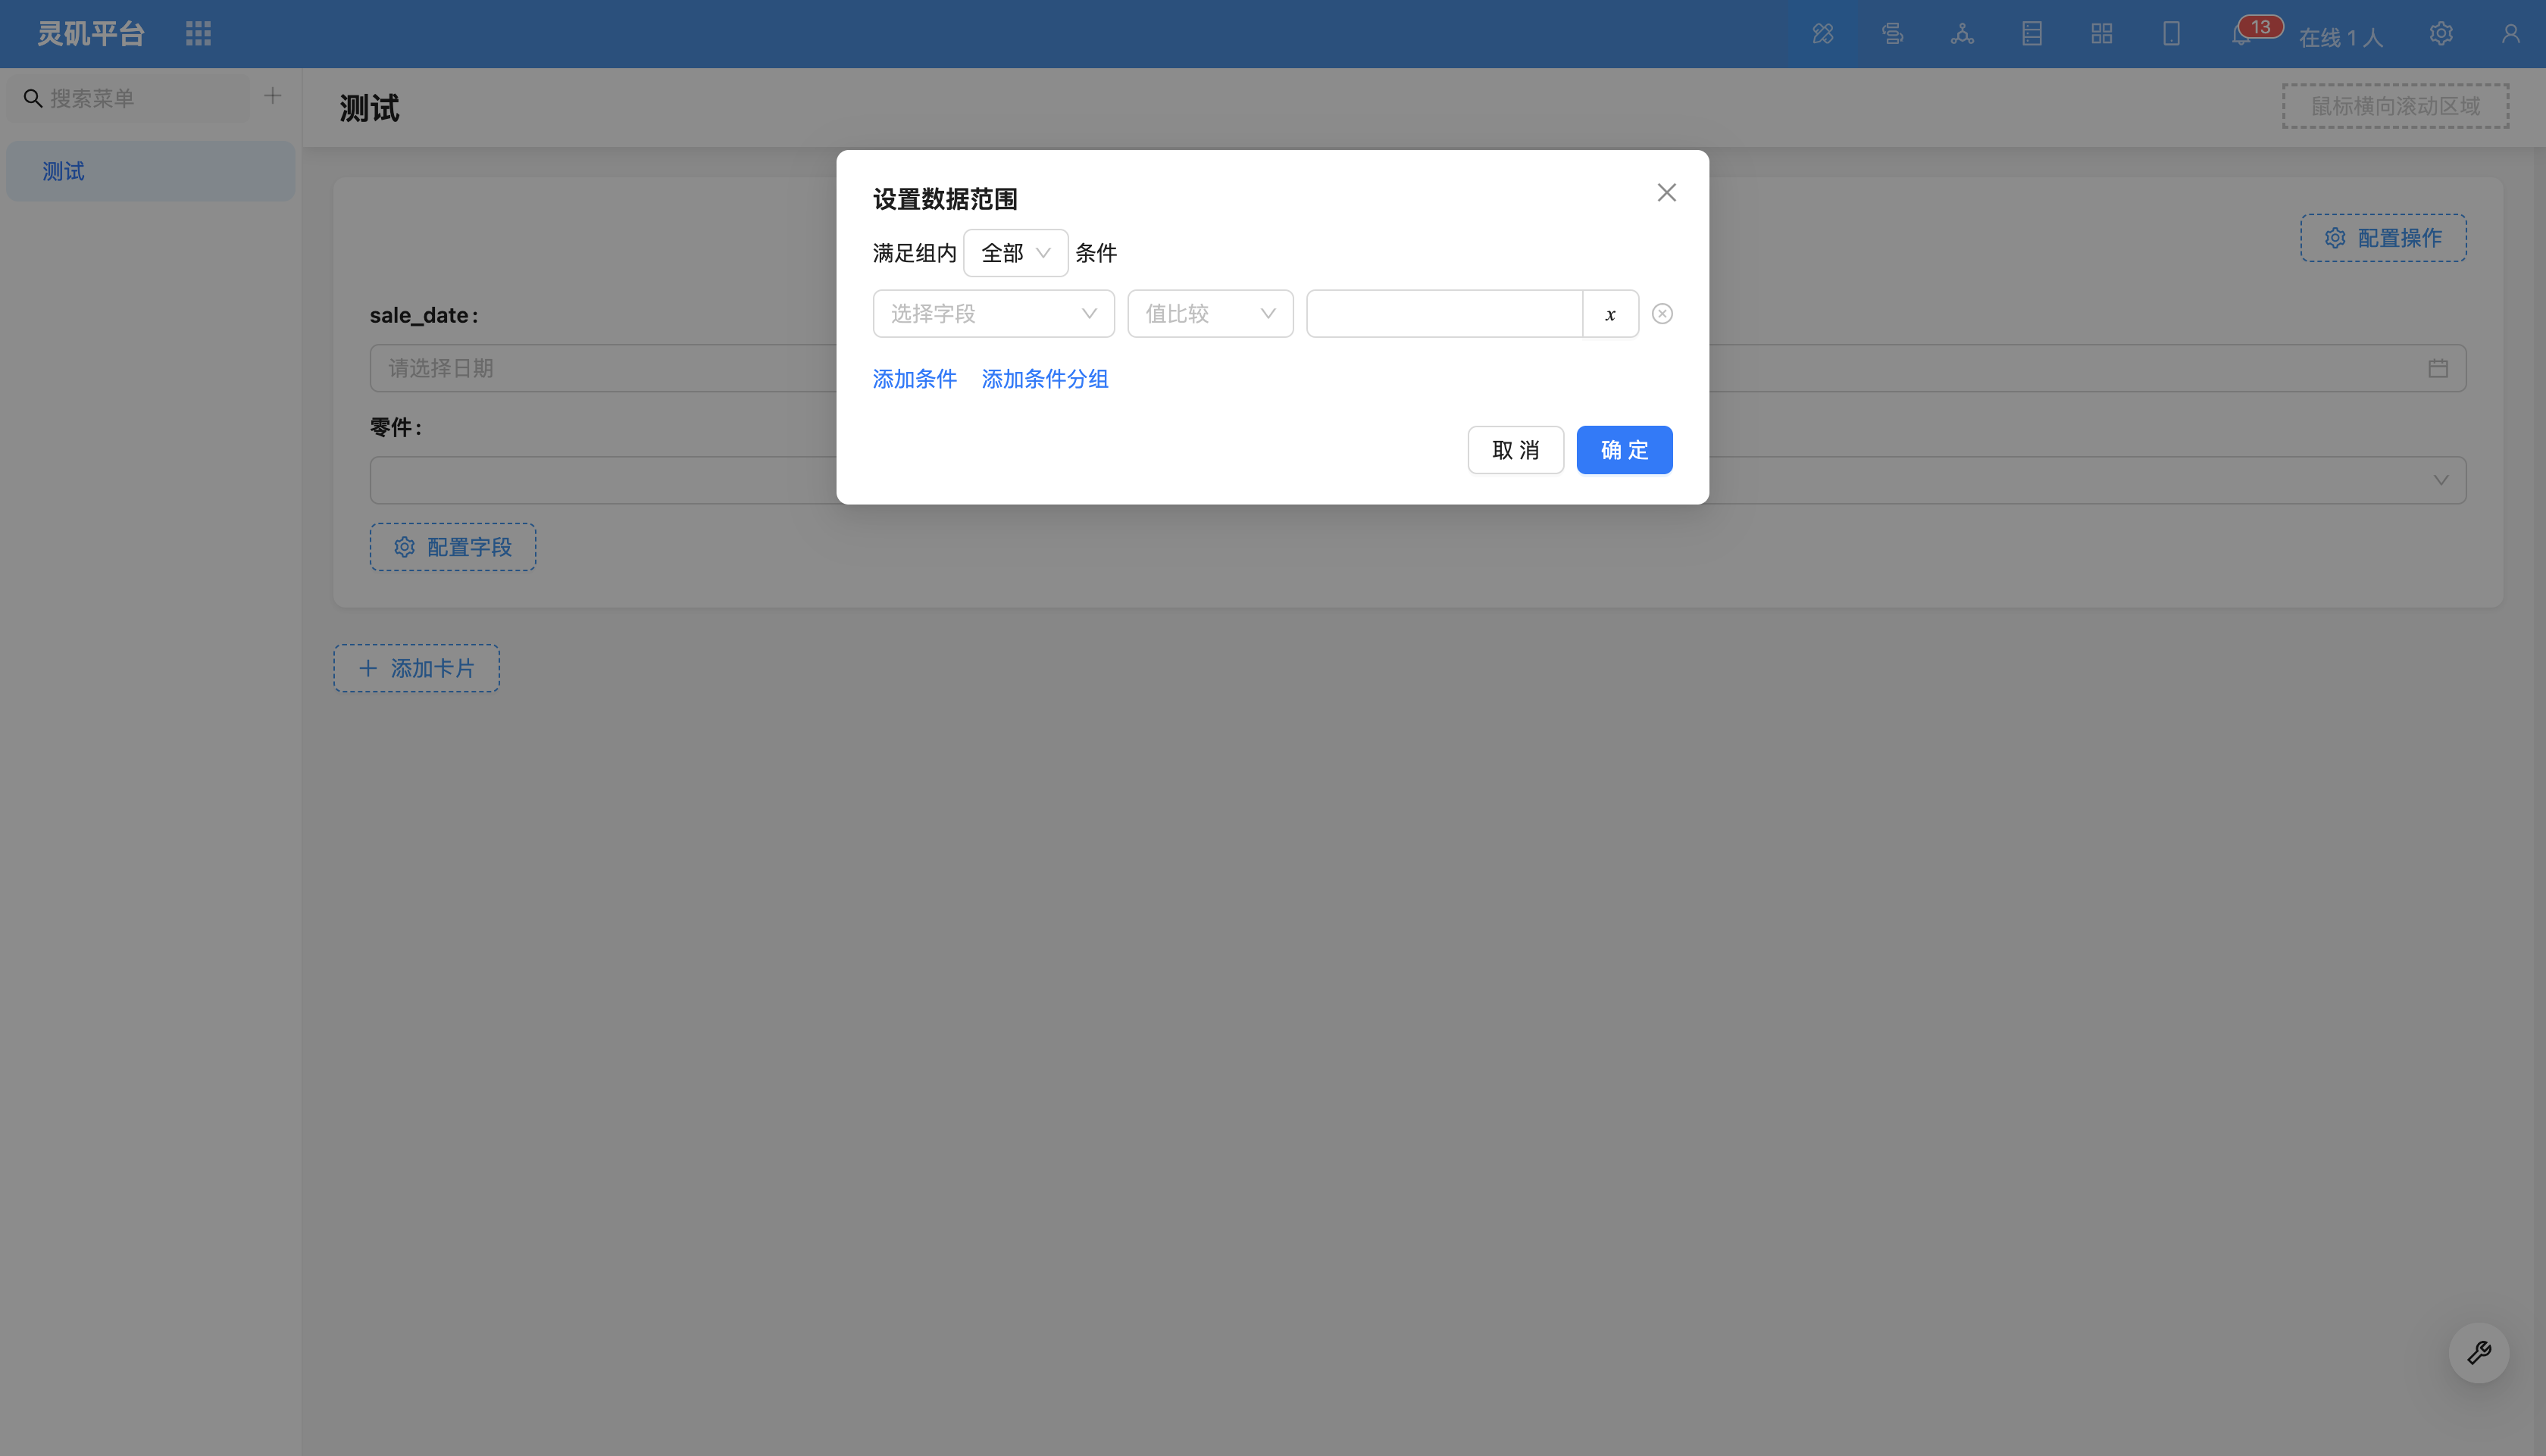 灵矶平台
13
在线 1 人
搜索菜单
测试
测试
鼠标横向滚动区域
设置数据范围
满足组内 全部 条件
选择字段 值比较 x
添加条件 添加条件分组
取 消 确 定
配置操作
sale_date :
请选择日期
零件 :
配置字段
添加卡片